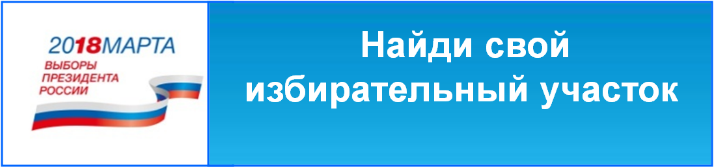 2018МАРТА
ВЫБОРЫ
ПРЕЗИДЕНТА
РОССИИ
Найди свой
избирательный участок